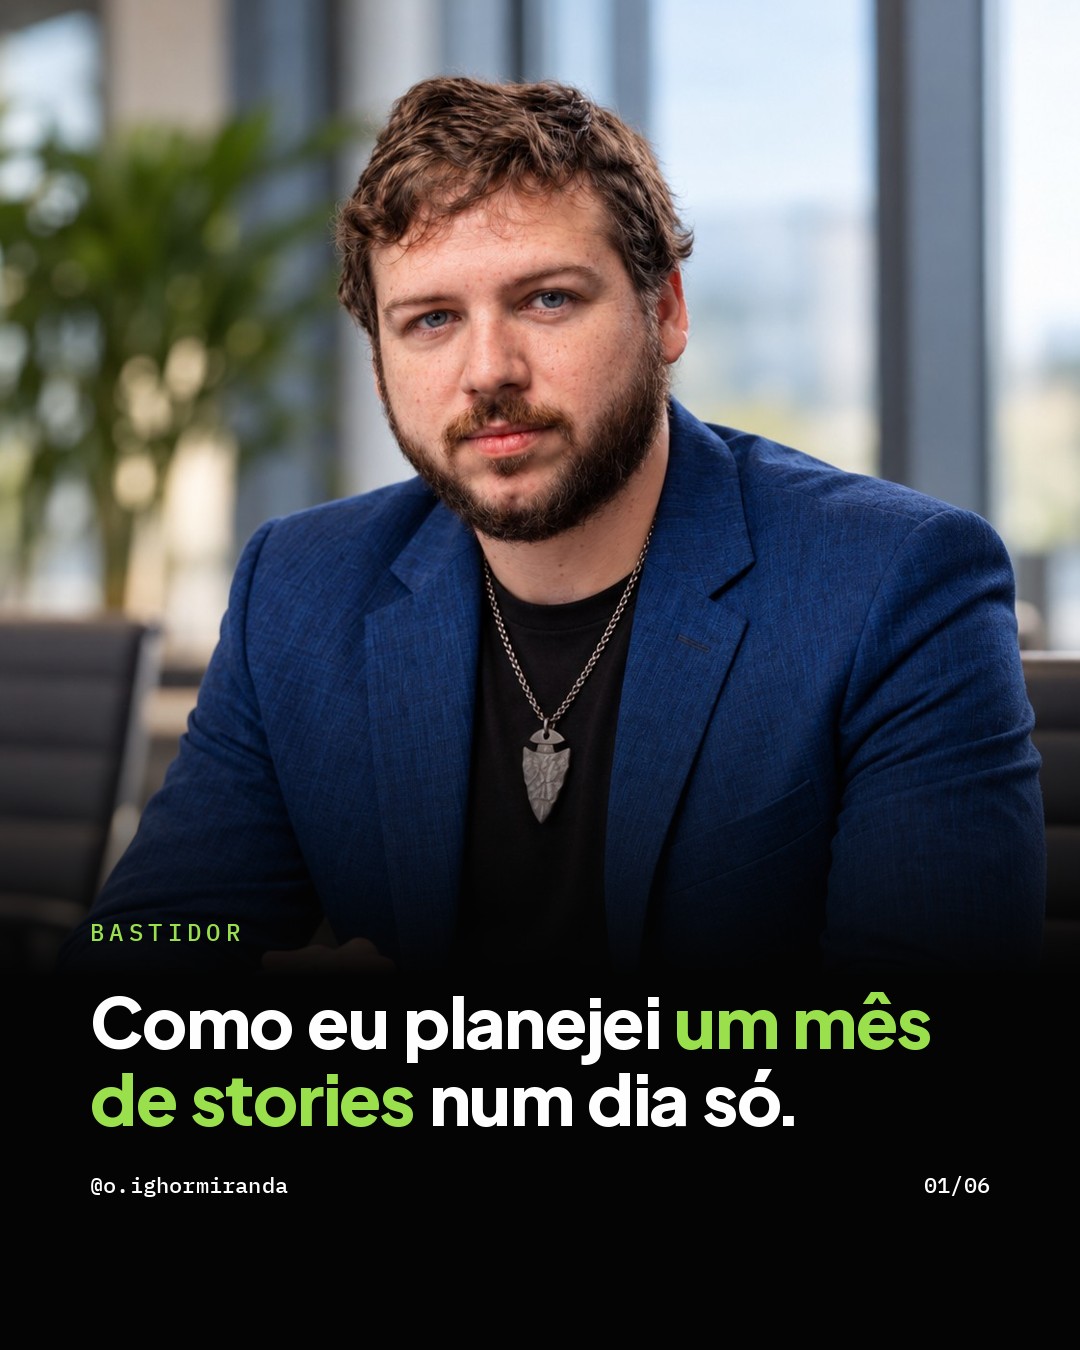 BASTIDOR
Como eu planejei um mês
de stories num dia só.
@o.ighormiranda
01/06